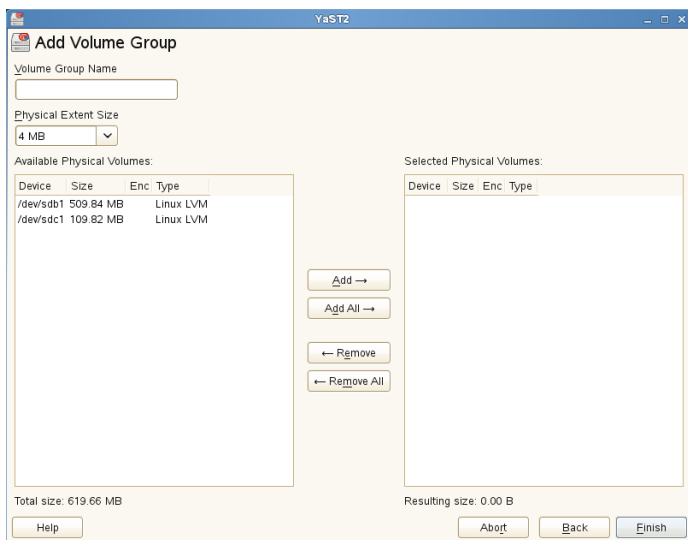 YaST2
Add Volume Group
Volume Group Name
Physical Extent Size
4 MB
Available Physical Volumes:
Device Size Enc Type
/dev/sdb1 509.84 MB Linux LVM
/dev/sdc1 109.82 MB Linux LVM
Total size: 619.66 MB
Add →
Add All →
← Remove
← Remove All
Selected Physical Volumes:
Device Size Enc Type
Resulting size: 0.00 B
Help
Abort
Back
Finish